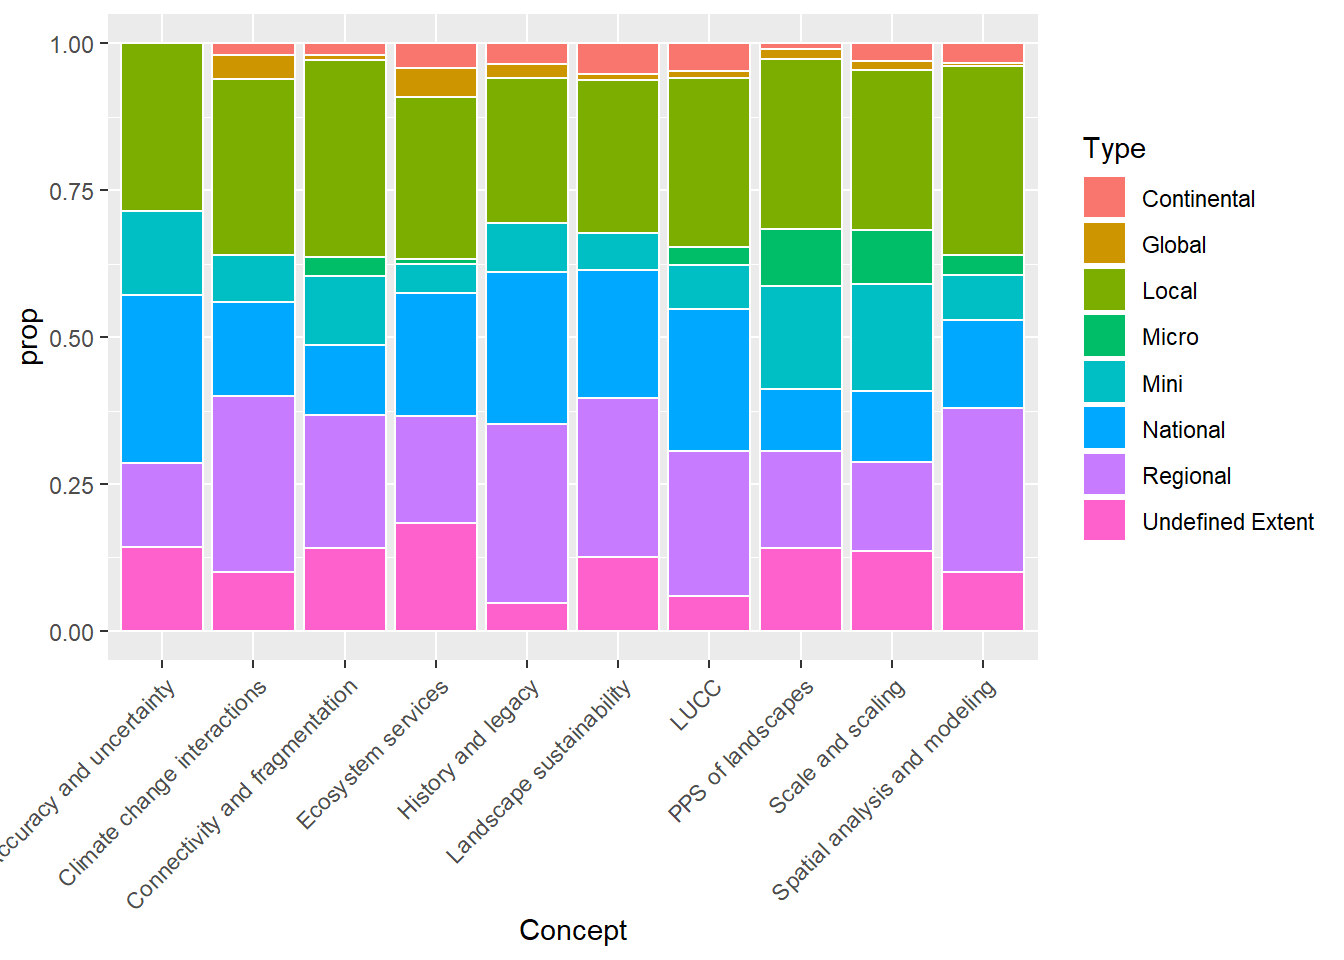 1.00
0.75
0.50
0.25
0.00
prop
and uncertainty
Climate change interactions
Connectivity and fragmentation
Ecosystem services
History and legacy
Landscape sustainability
LUCC
PPS of landscapes
Scale and scaling
Spatial analysis and modeling
Concept
Type
Continental
Global
Local
Micro
Mini
National
Regional
Undefined Extent